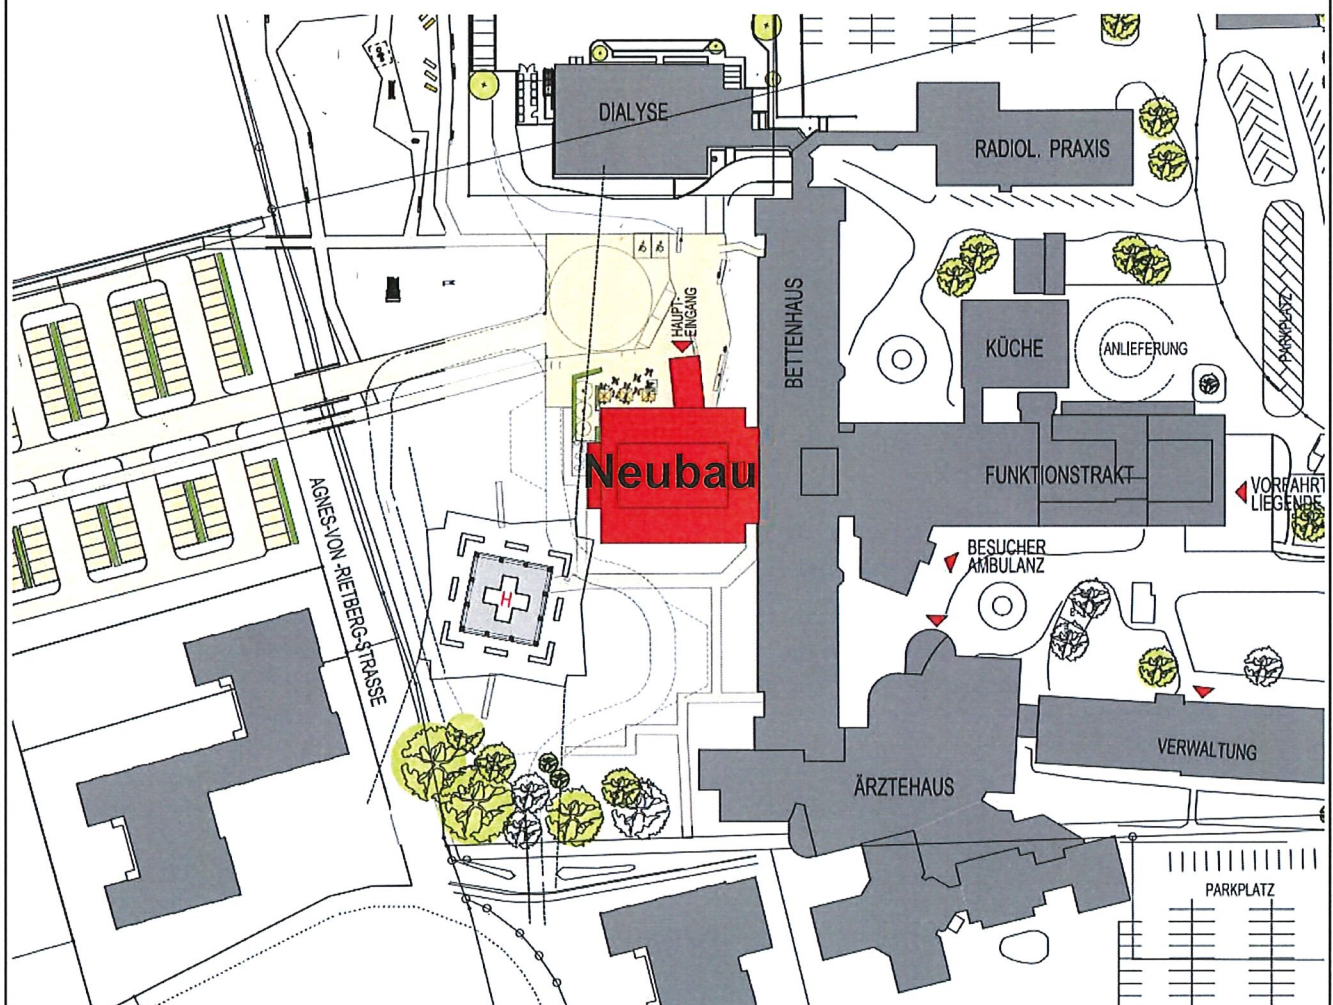 DIALYSE
RADIOL. PRAXIS
HAUPT-
EINGANG
BETTENHAUS
KÜCHE
ANLIEFERUNG
PARKPLATZ
Neubau
FUNKTIONSTRAKT
VORFAHRT
LIEGENDE
AGNES-VON-RIETBERG-STRASSE
BESUCHER
AMBULANZ
H
VERWALTUNG
ÄRZTEHAUS
PARKPLATZ